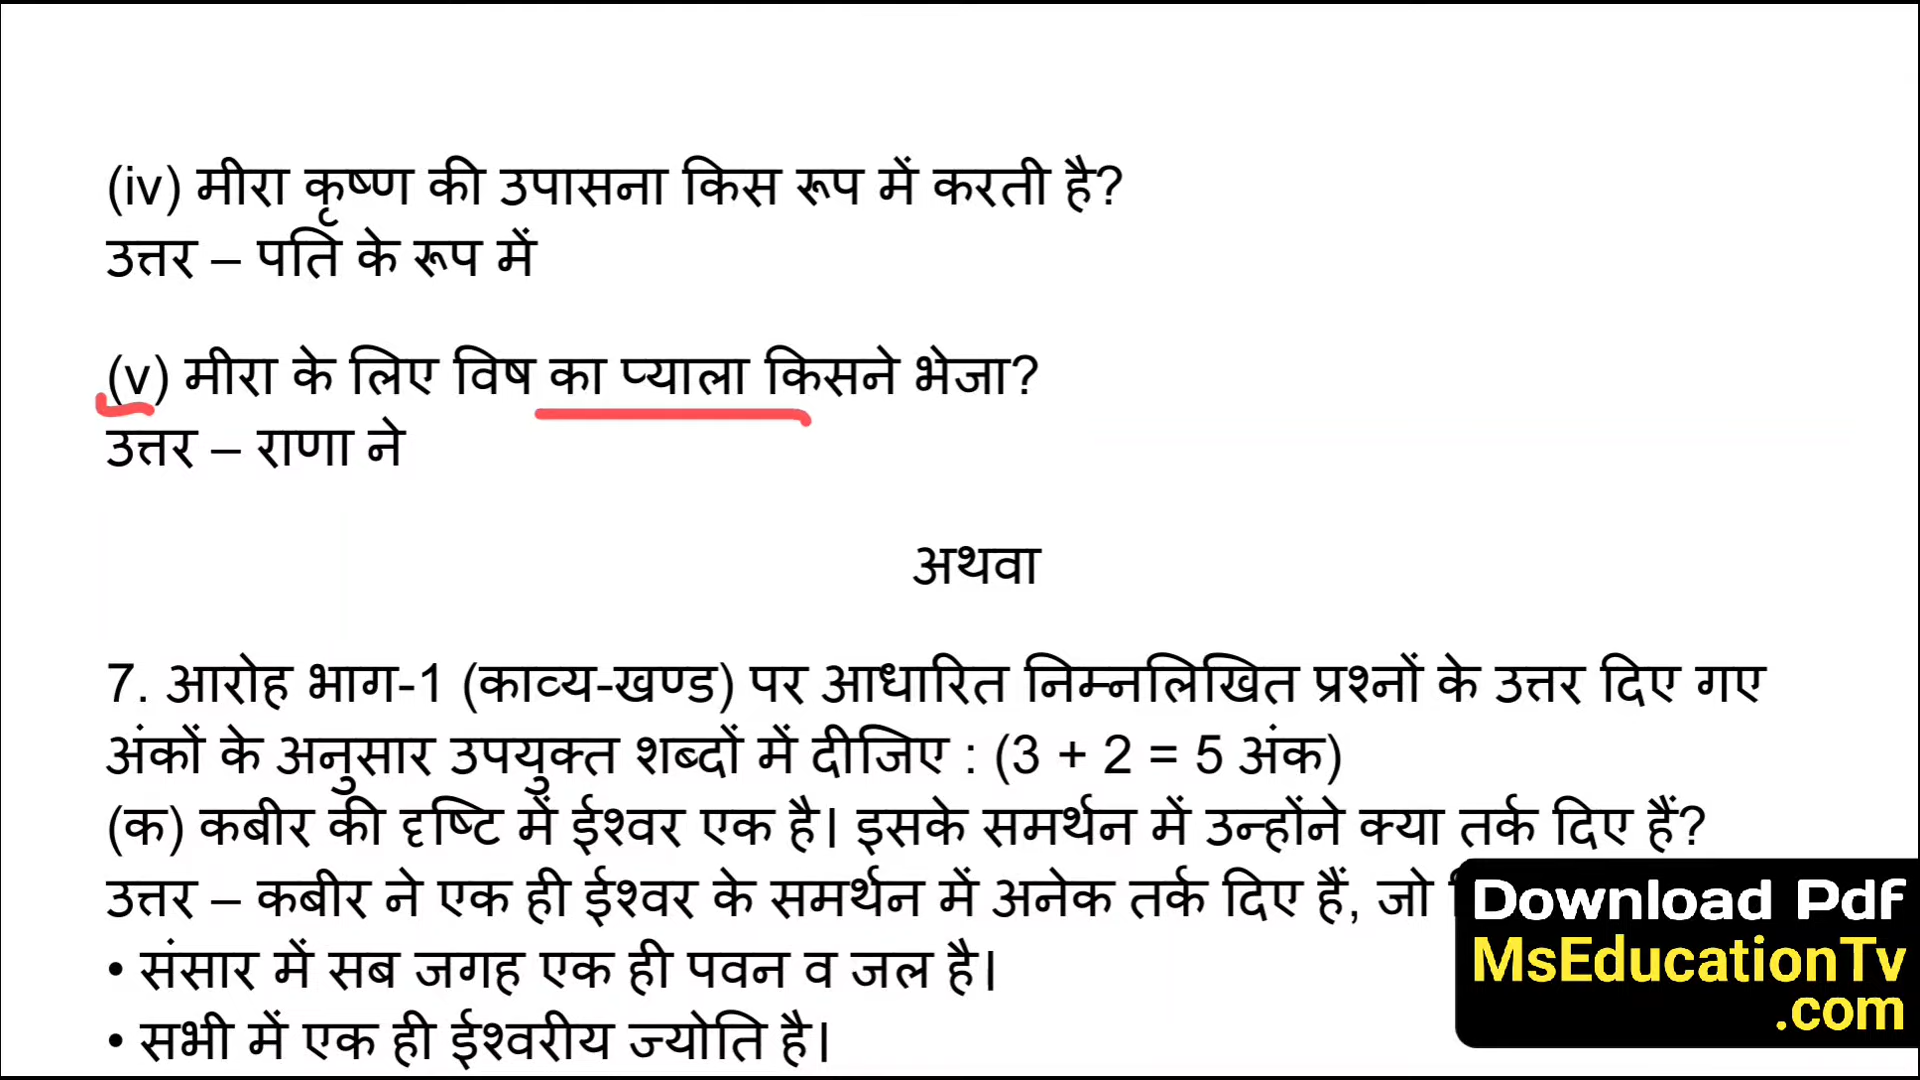 (iv) मीरा कृष्ण की उपासना किस रूप में करती है?
उत्तर – पति के रूप में
(v) मीरा के लिए विष का प्याला किसने भेजा?
उत्तर – राणा ने
अथवा
7. आरोह भाग-1 (काव्य-खण्ड) पर आधारित निम्नलिखित प्रश्नों के उत्तर दिए गए
अंकों के अनुसार उपयुक्त शब्दों में दीजिए : (3 + 2 = 5 अंक)
(क) कबीर की दृष्टि में ईश्वर एक है। इसके समर्थन में उन्होंने क्या तर्क दिए हैं?
उत्तर – कबीर ने एक ही ईश्वर के समर्थन में अनेक तर्क दिए हैं, जो
• संसार में सब जगह एक ही पवन व जल है।
• सभी में एक ही ईश्वरीय ज्योति है।
Download Pdf
MsEducationTv
.com